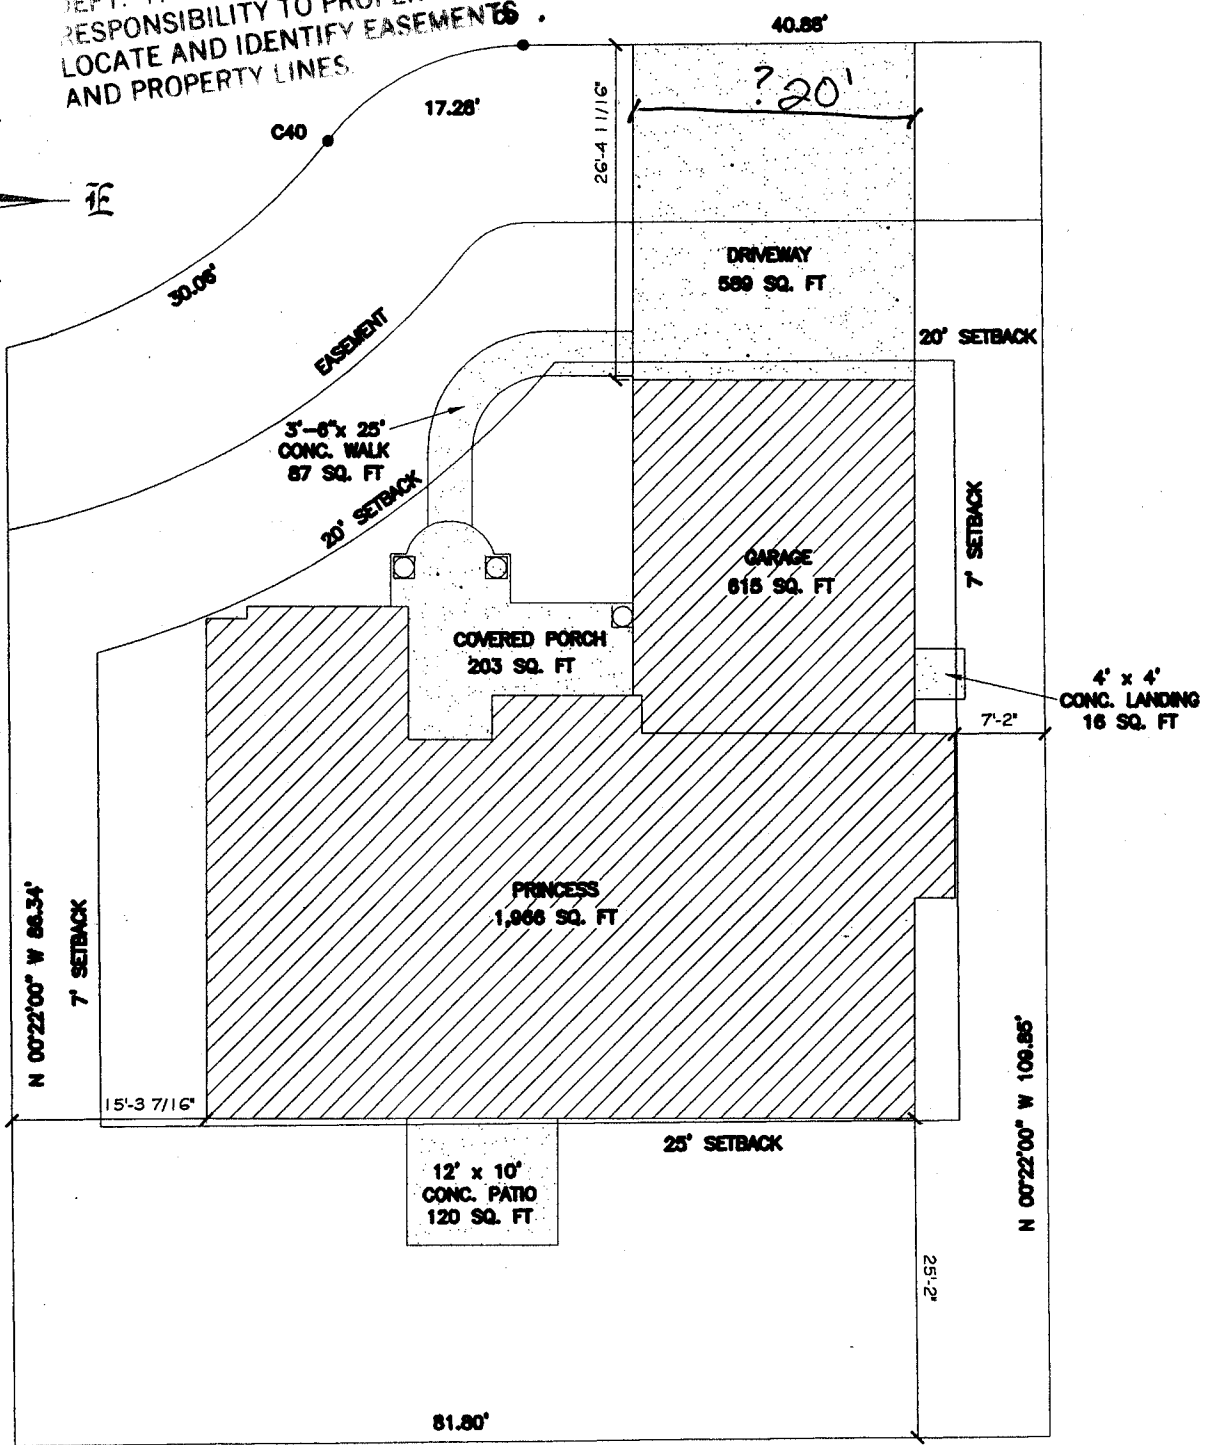 RESPONSIBILITY TO
LOCATE AND IDENTIFY EASEMENTS
AND PROPERTY LINES.
40.88'
? 20'
17.28'
C40
26'-4 11/16"
E
30.06'
DRIVEWAY
589 SQ. FT
EASEMENT
20' SETBACK
3'-6"x 25'
CONC. WALK
87 SQ. FT
20' SETBACK
7' SETBACK
GARAGE
615 SQ. FT
COVERED PORCH
203 SQ. FT
4' x 4'
CONC. LANDING
16 SQ. FT
7'-2"
PRINCESS
1,966 SQ. FT
N 00°22'00" W 86.34'
7' SETBACK
N 00°22'00" W 109.85'
15'-3 7/16"
25' SETBACK
12' x 10'
CONC. PATIO
120 SQ. FT
25'-2"
81.80'